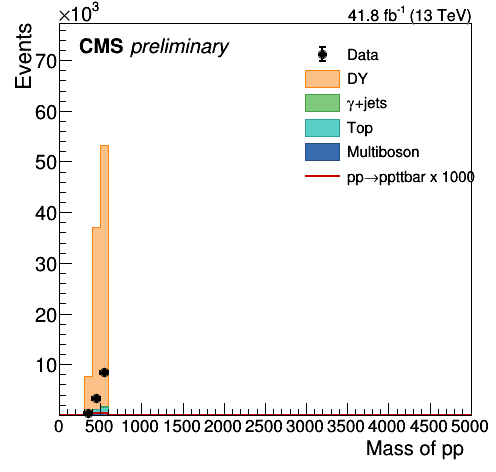 ×10³
41.8 fb⁻¹ (13 TeV)
Events
CMS preliminary
Data
DY
γ+jets
Top
Multiboson
pp→ppttbar x 1000
70
60
50
40
30
20
10
0 500 1000 1500 2000 2500 3000 3500 4000 4500 5000
Mass of pp